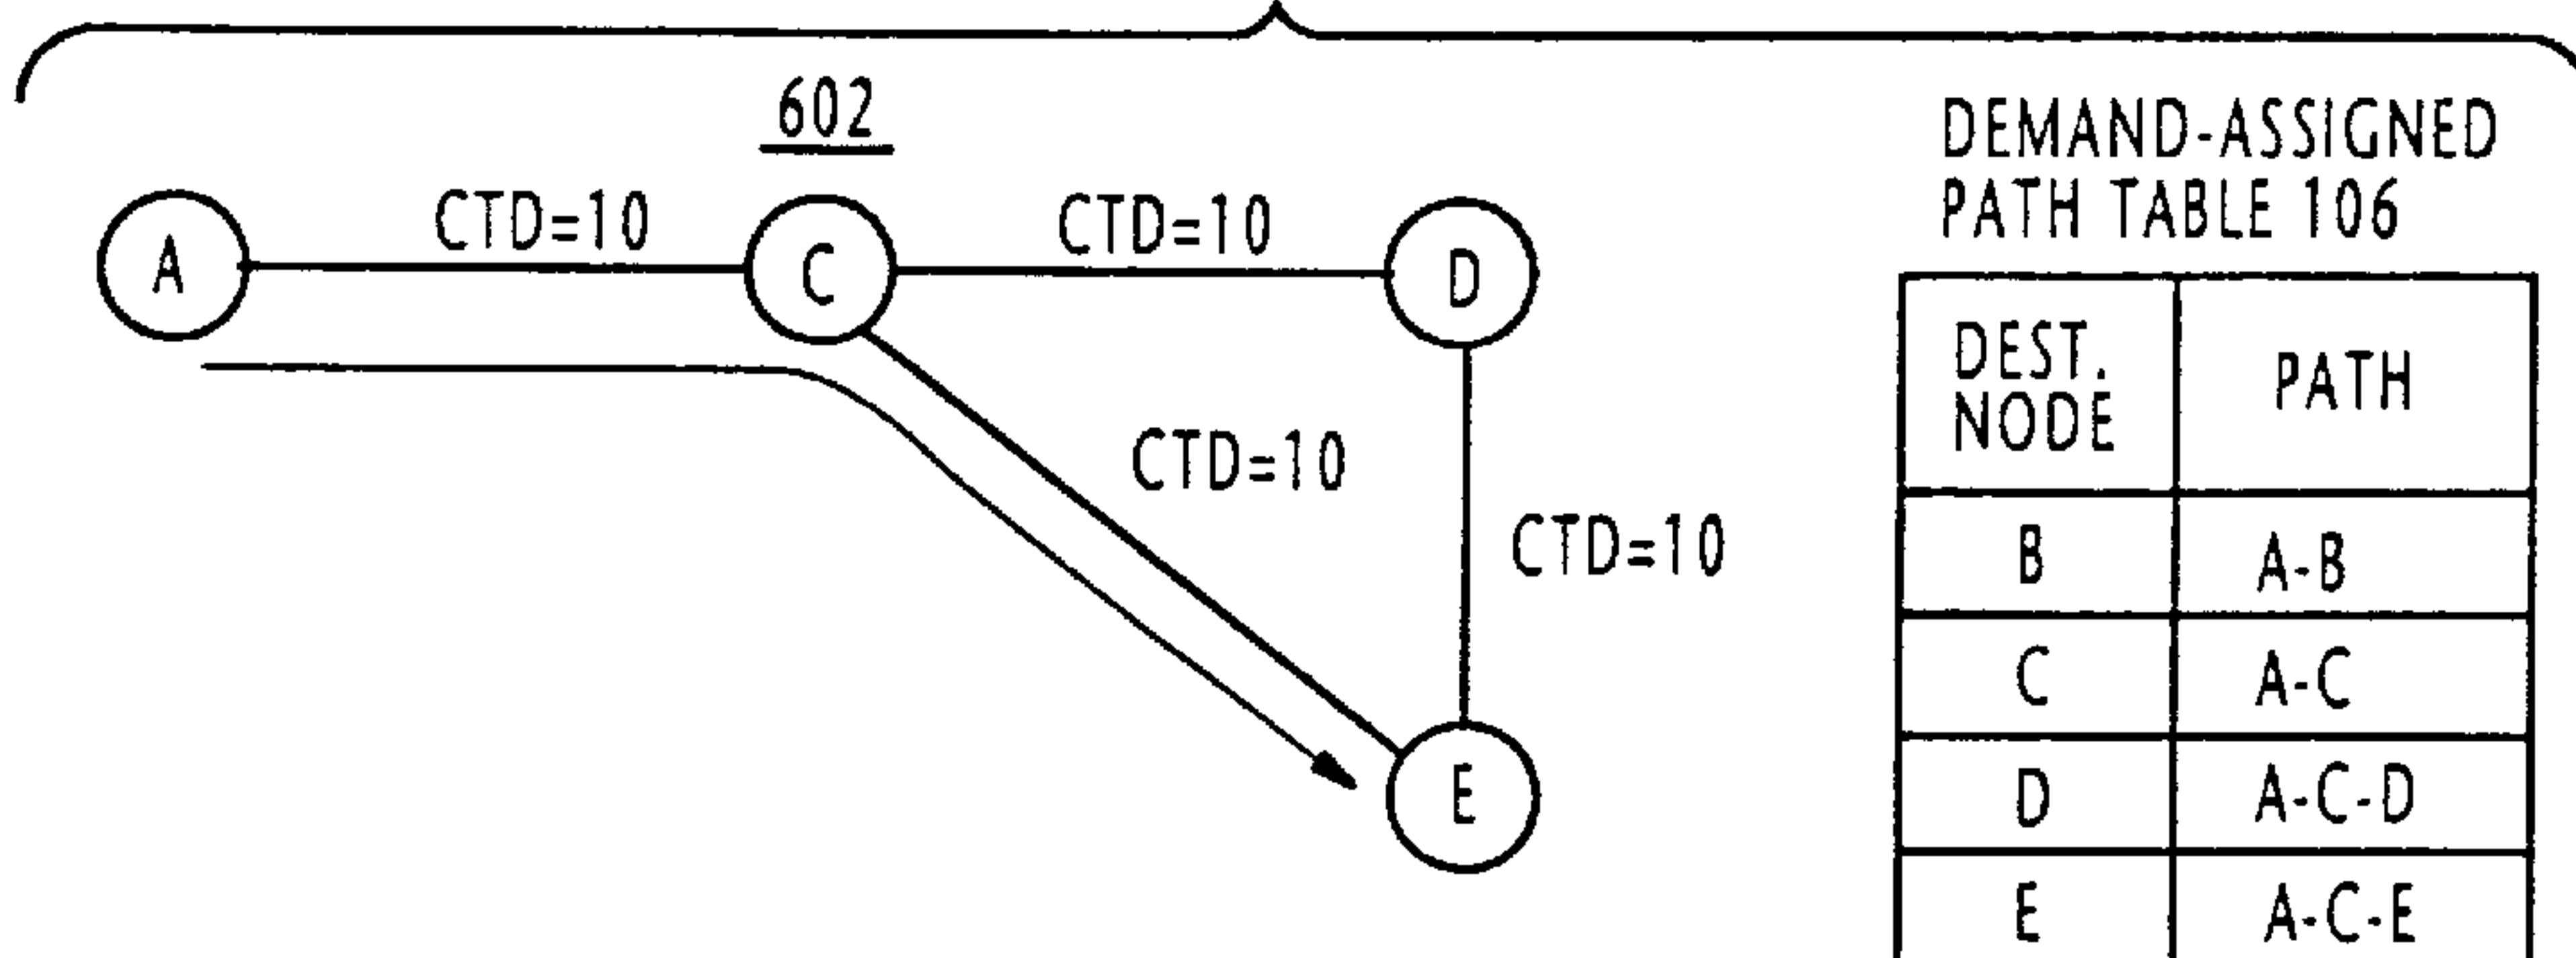 602
A
CTD=10
C
CTD=10
D
CTD=10
CTD=10
E
DEMAND-ASSIGNED
PATH TABLE 106
DEST.
NODE
PATH
B A-B
C A-C
D A-C-D
E A-C-E